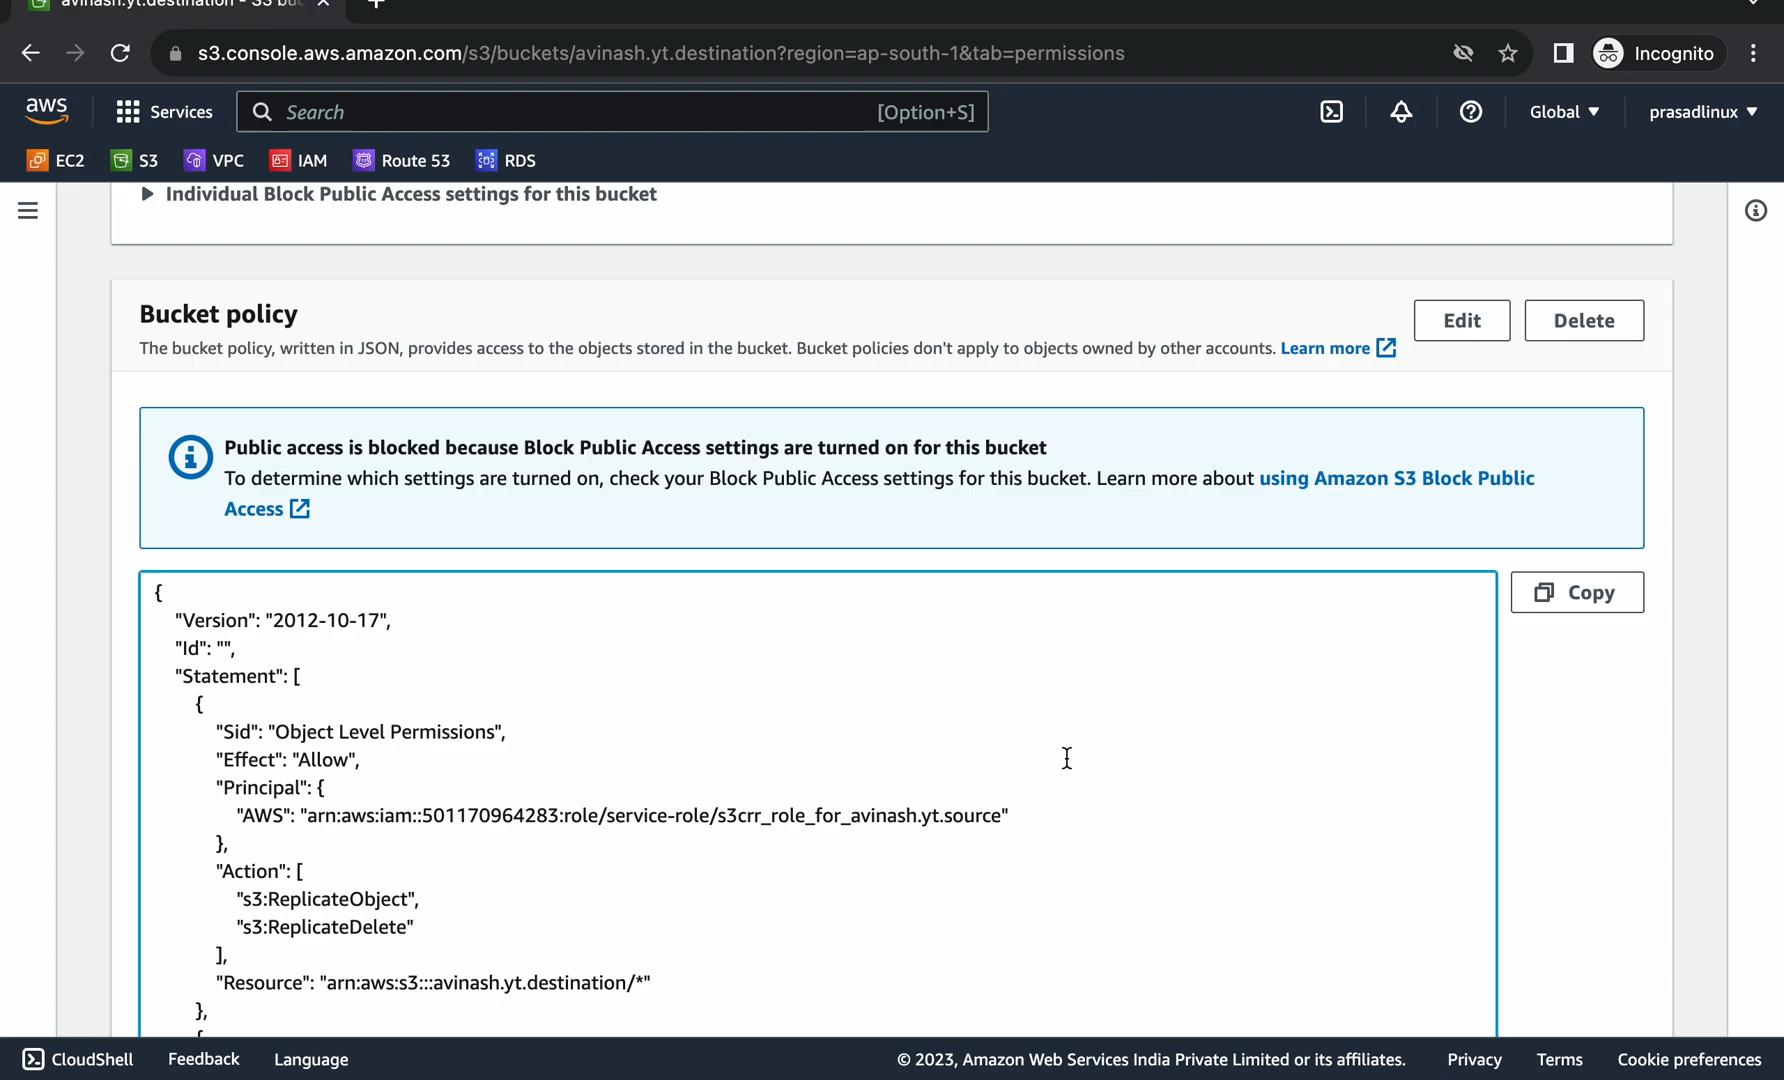 avinash.yt.destination - S3 buc
s3.console.aws.amazon.com/s3/buckets/avinash.yt.destination?region=ap-south-1&tab=permissions
Incognito
aws
Services
Search
[Option+S]
Global
prasadlinux
EC2
S3
VPC
IAM
Route 53
RDS
Individual Block Public Access settings for this bucket
Bucket policy
Edit
Delete
The bucket policy, written in JSON, provides access to the objects stored in the bucket. Bucket policies don't apply to objects owned by other accounts. Learn more
Public access is blocked because Block Public Access settings are turned on for this bucket
To determine which settings are turned on, check your Block Public Access settings for this bucket. Learn more about using Amazon S3 Block Public
Access
Copy
{
"Version": "2012-10-17",
"Id": "",
"Statement": [
{
"Sid": "Object Level Permissions",
"Effect": "Allow",
"Principal": {
"AWS": "arn:aws:iam::501170964283:role/service-role/s3crr_role_for_avinash.yt.source"
},
"Action": [
"s3:ReplicateObject",
"s3:ReplicateDelete"
],
"Resource": "arn:aws:s3:::avinash.yt.destination/*"
},
{
CloudShell
Feedback
Language
© 2023, Amazon Web Services India Private Limited or its affiliates.
Privacy
Terms
Cookie preferences